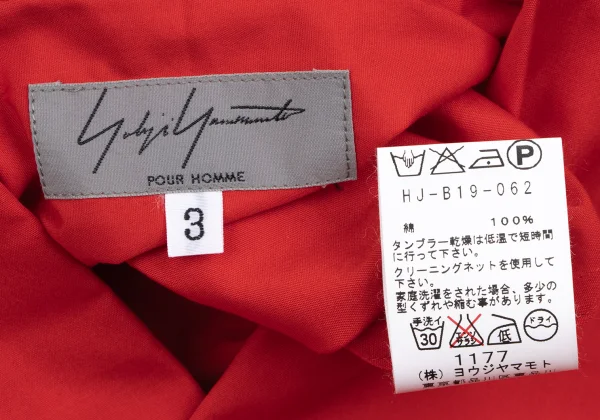 Yohji Yamamoto
POUR HOMME
3
P
HJ-B19-062
綿 100%
タンブラー乾燥は低温で短時間
に行って下さい。
クリーニングネットを使用して
下さい。
家庭洗濯をされた場合、多少の
型くずれや縮む事があります。
手洗イ 30 低 ドライ
1177
(株) ヨウジヤマモト